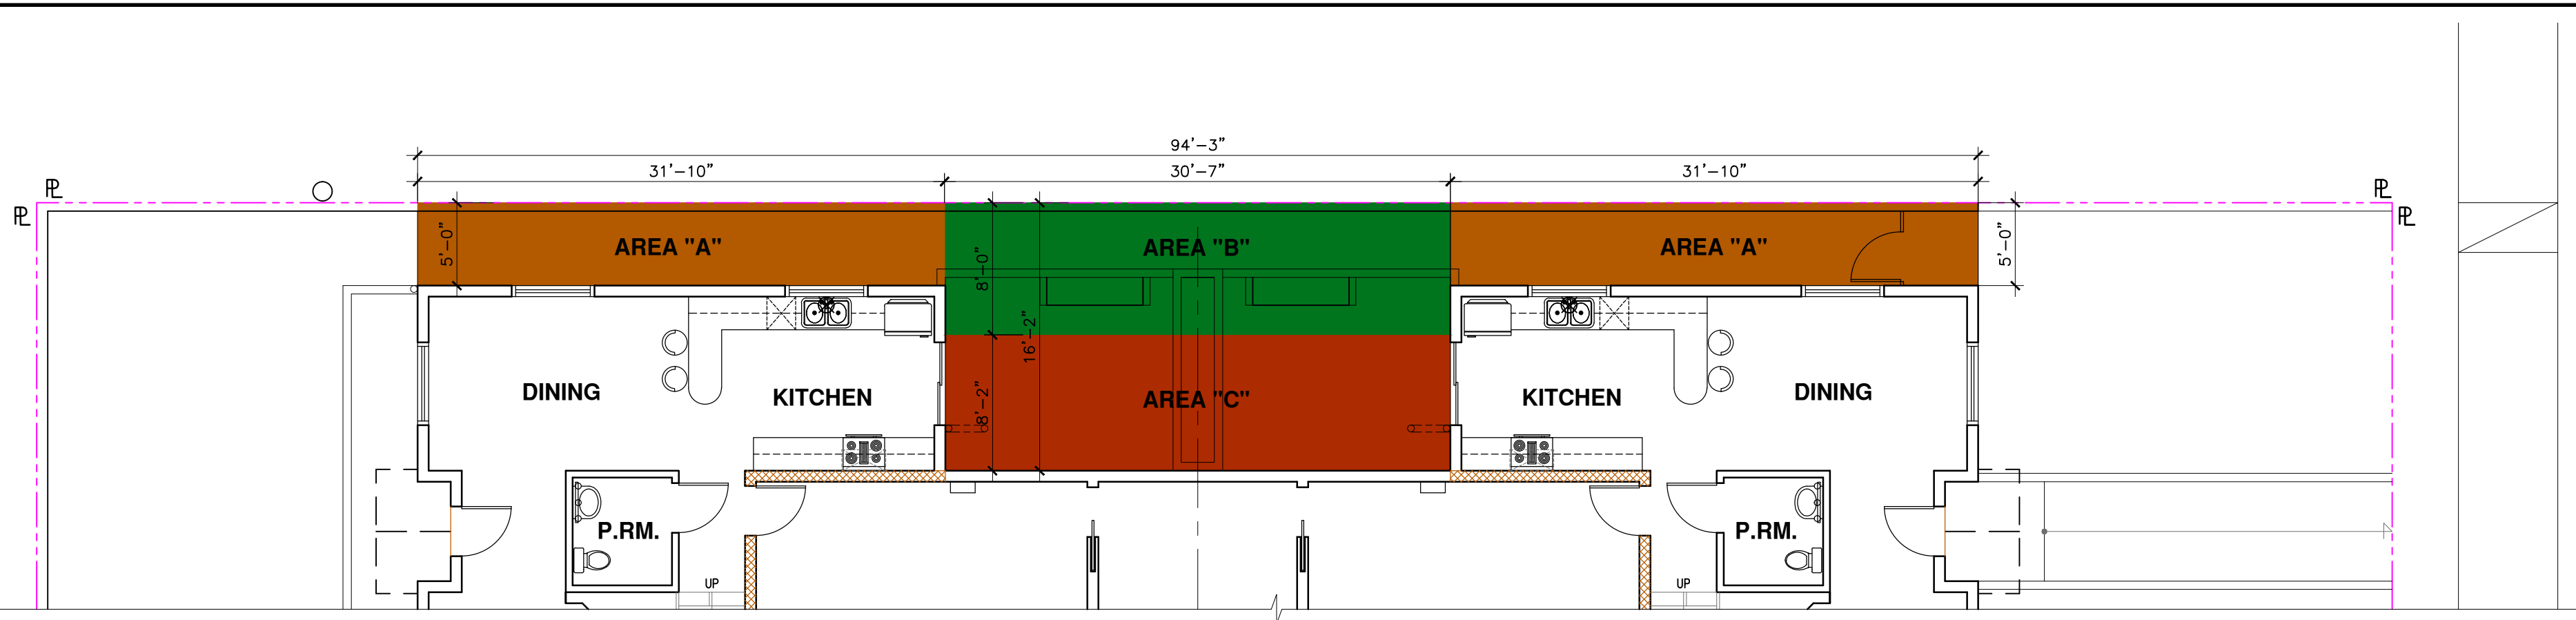 94'-3"
31'-10" 30'-7" 31'-10"
PL PL
PL PL
AREA "A" AREA "B" AREA "A"
5'-0" 8'-0" 5'-0"
16'-2"
DINING KITCHEN AREA "C" KITCHEN DINING
8'-2"
P.RM. P.RM.
UP UP